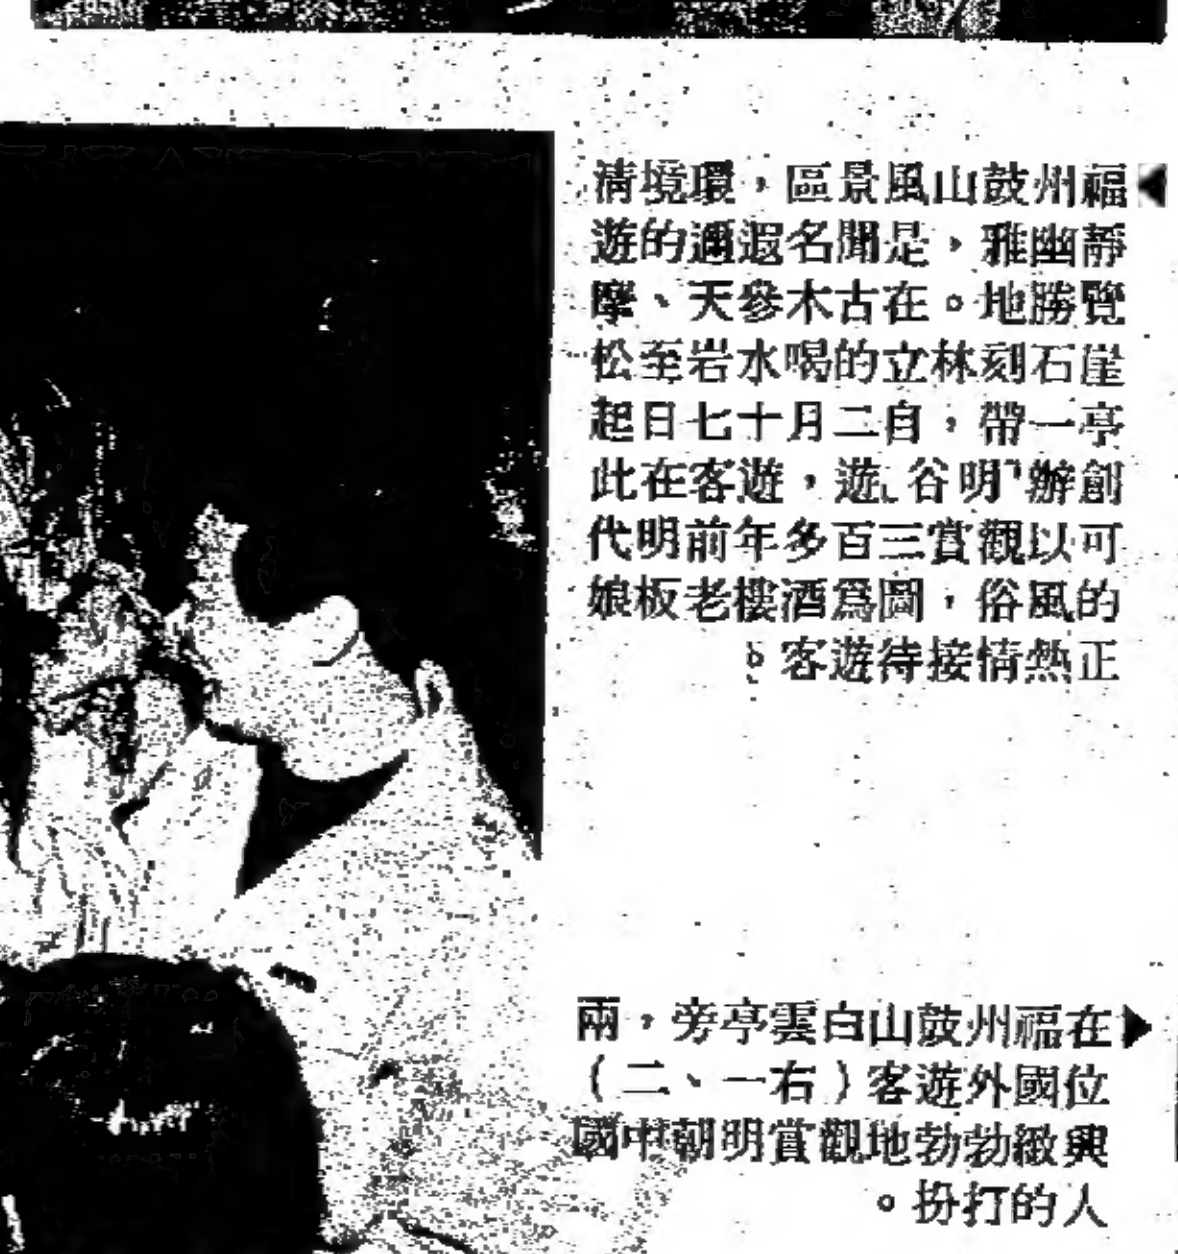 ◀福州鼓山風景區，環境清
靜幽雅，是聞名遐邇的遊
覽勝地。在古木參天、摩
崖石刻林立的喝水岩至松
亭一帶，自二月十七日起
創辦「明谷」遊，遊客在此
可以觀賞三百多年前明代
的風俗，圖爲酒樓老板娘
正熱情接待遊客。
▶在福州鼓山白雲亭旁，兩
位國外遊客（右一、二）
興緻勃勃地觀賞明朝中國
人的打扮。